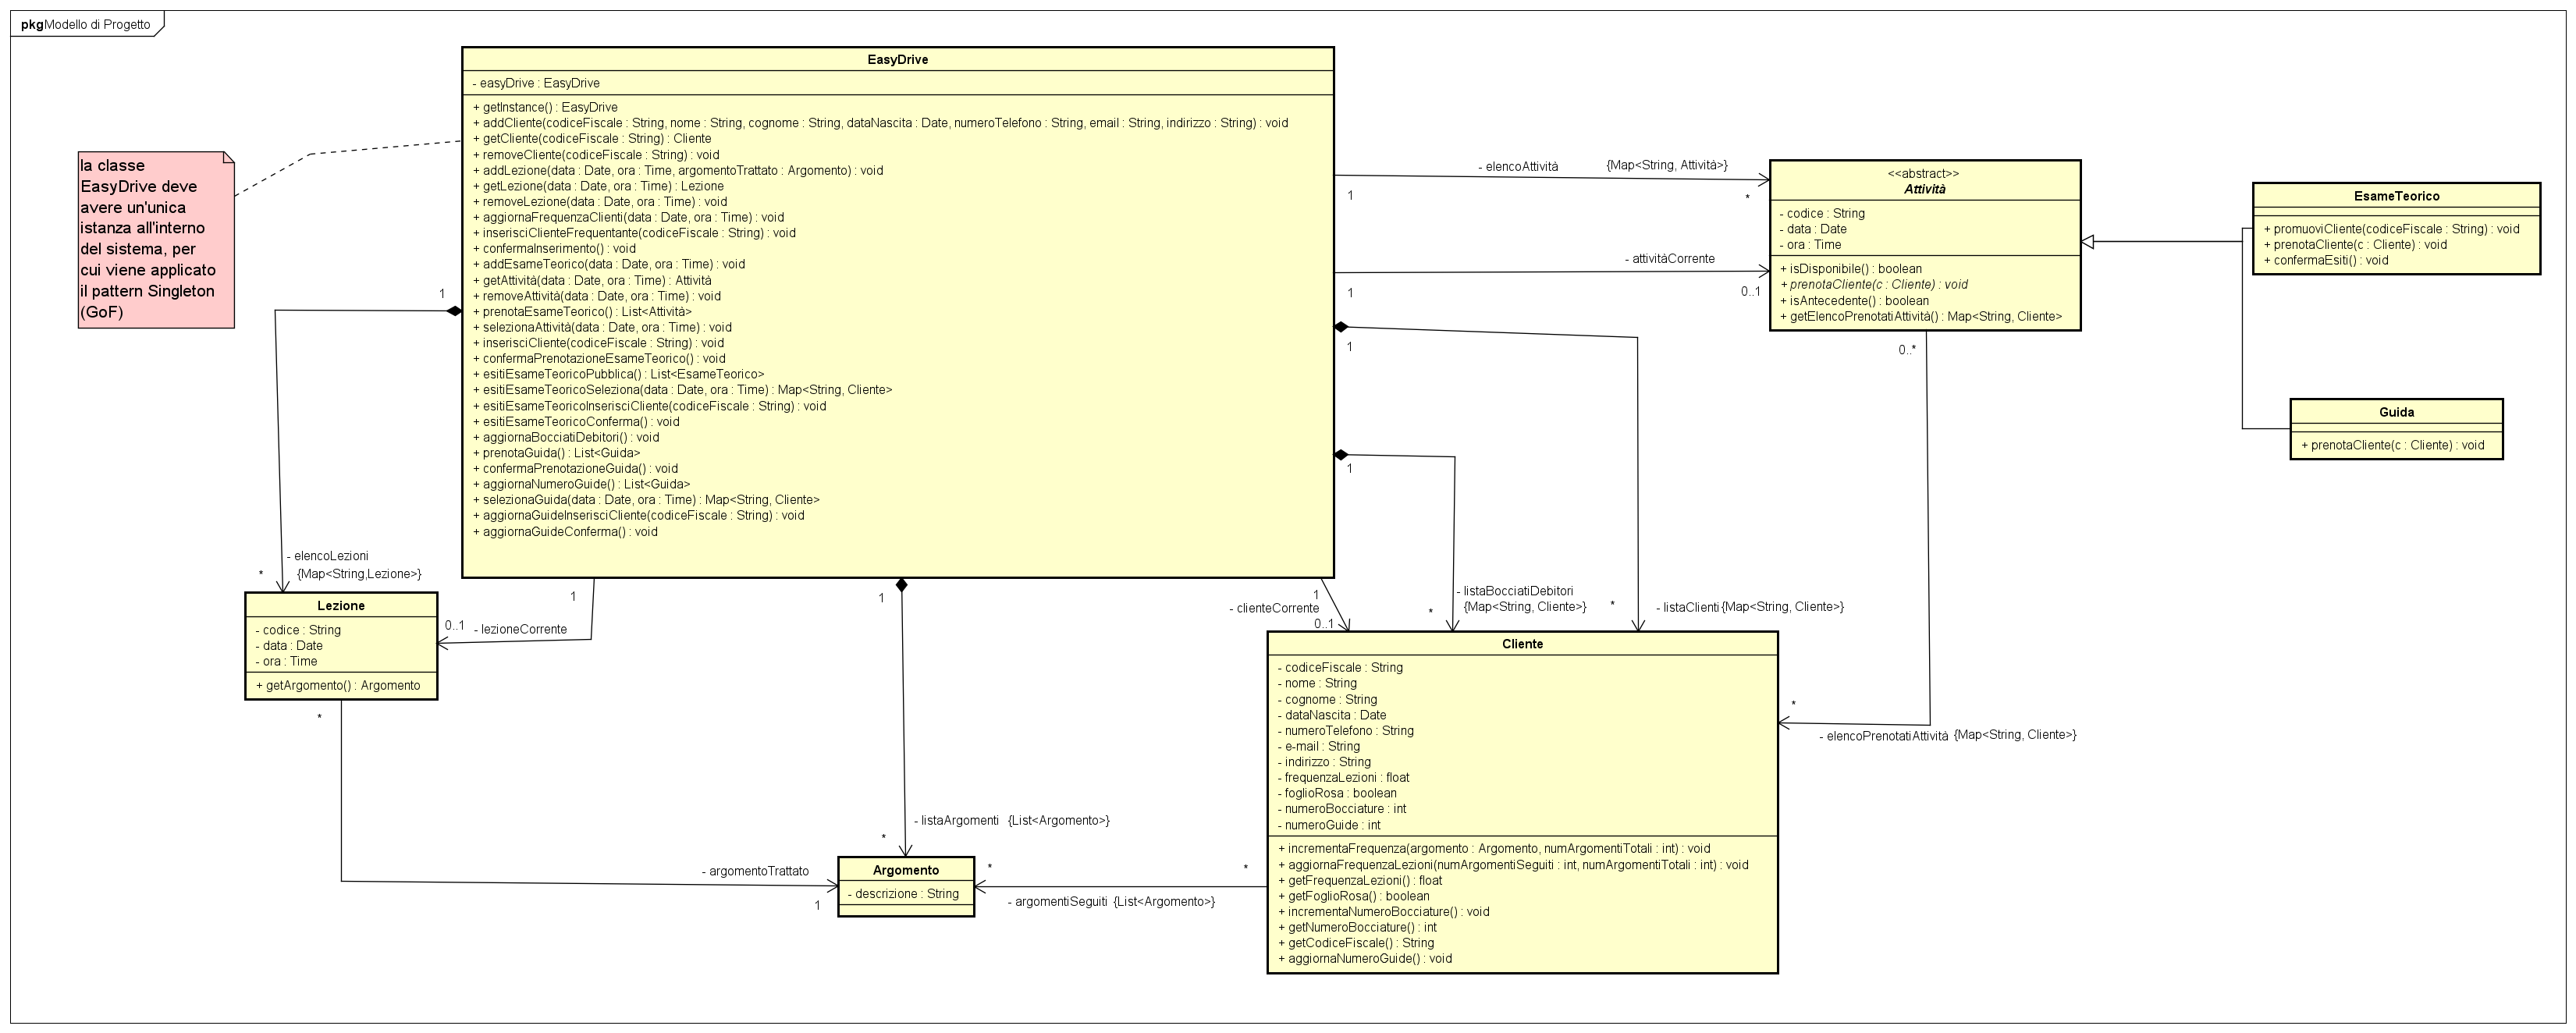 pkg Modello di Progetto
EasyDrive
- easyDrive : EasyDrive
+ getInstance() : EasyDrive
+ addCliente(codiceFiscale : String, nome : String, cognome : String, dataNascita : Date, numeroTelefono : String, email : String, indirizzo : String) : void
+ getCliente(codiceFiscale : String) : Cliente
+ removeCliente(codiceFiscale : String) : void
+ addLezione(data : Date, ora : Time, argomentoTrattato : Argomento) : void
+ getLezione(data : Date, ora : Time) : Lezione
+ removeLezione(data : Date, ora : Time) : void
+ aggiornaFrequenzaClienti(data : Date, ora : Time) : void
+ inserisciClienteFrequentante(codiceFiscale : String) : void
+ confermaInserimento() : void
+ addEsameTeorico(data : Date, ora : Time) : void
+ getAttività(data : Date, ora : Time) : Attività
+ removeAttività(data : Date, ora : Time) : void
+ prenotaEsameTeorico() : List<Attività>
+ selezionaAttività(data : Date, ora : Time) : void
+ inserisciCliente(codiceFiscale : String) : void
+ confermaPrenotazioneEsameTeorico() : void
+ esitiEsameTeoricoPubblica() : List<EsameTeorico>
+ esitiEsameTeoricoSeleziona(data : Date, ora : Time) : Map<String, Cliente>
+ esitiEsameTeoricoInserisciCliente(codiceFiscale : String) : void
+ esitiEsameTeoricoConferma() : void
+ aggiornaBocciatiDebitori() : void
+ prenotaGuida() : List<Guida>
+ confermaPrenotazioneGuida() : void
+ aggiornaNumeroGuide() : List<Guida>
+ selezionaGuida(data : Date, ora : Time) : Map<String, Cliente>
+ aggiornaGuideInserisciCliente(codiceFiscale : String) : void
+ aggiornaGuideConferma() : void
la classe
EasyDrive deve
avere un'unica
istanza all'interno
del sistema, per
cui viene applicato
il pattern Singleton
(GoF)
- elencoAttività {Map<String, Attività>}
1
*
- attivitàCorrente
1
0..1
<<abstract>>
Attività
- codice : String
- data : Date
- ora : Time
+ isDisponibile() : boolean
+ prenotaCliente(c : Cliente) : void
+ isAntecedente() : boolean
+ getElencoPrenotatiAttività() : Map<String, Cliente>
EsameTeorico
+ promuoviCliente(codiceFiscale : String) : void
+ prenotaCliente(c : Cliente) : void
+ confermaEsiti() : void
Guida
+ prenotaCliente(c : Cliente) : void
1
1
1
0..*
- elencoLezioni
* {Map<String,Lezione>}
Lezione
- codice : String
- data : Date
- ora : Time
+ getArgomento() : Argomento
1
0..1 - lezioneCorrente
1
1
- clienteCorrente
0..1
- listaBocciatiDebitori
* {Map<String, Cliente>}
* - listaClienti {Map<String, Cliente>}
Cliente
- codiceFiscale : String
- nome : String
- cognome : String
- dataNascita : Date
- numeroTelefono : String
- e-mail : String
- indirizzo : String
- frequenzaLezioni : float
- foglioRosa : boolean
- numeroBocciature : int
- numeroGuide : int
+ incrementaFrequenza(argomento : Argomento, numArgomentiTotali : int) : void
+ aggiornaFrequenzaLezioni(numArgomentiSeguiti : int, numArgomentiTotali : int) : void
+ getFrequenzaLezioni() : float
+ getFoglioRosa() : boolean
+ incrementaNumeroBocciature() : void
+ getNumeroBocciature() : int
+ getCodiceFiscale() : String
+ aggiornaNumeroGuide() : void
*
- elencoPrenotatiAttività {Map<String, Cliente>}
*
- argomentoTrattato
1
- listaArgomenti {List<Argomento>}
*
Argomento
- descrizione : String
*
*
- argomentiSeguiti {List<Argomento>}